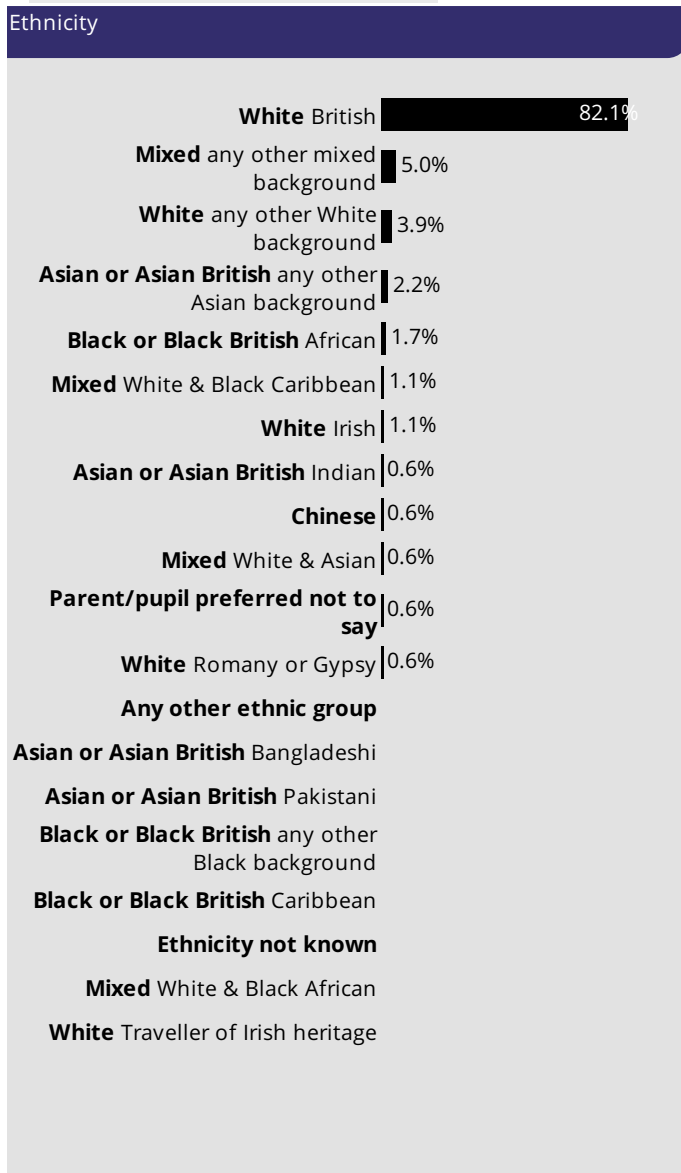 Ethnicity
White British 82.1%
Mixed any other mixed
background 5.0%
White any other White
background 3.9%
Asian or Asian British any other
Asian background 2.2%
Black or Black British African 1.7%
Mixed White & Black Caribbean 1.1%
White Irish 1.1%
Asian or Asian British Indian 0.6%
Chinese 0.6%
Mixed White & Asian 0.6%
Parent/pupil preferred not to
say 0.6%
White Romany or Gypsy 0.6%
Any other ethnic group
Asian or Asian British Bangladeshi
Asian or Asian British Pakistani
Black or Black British any other
Black background
Black or Black British Caribbean
Ethnicity not known
Mixed White & Black African
White Traveller of Irish heritage